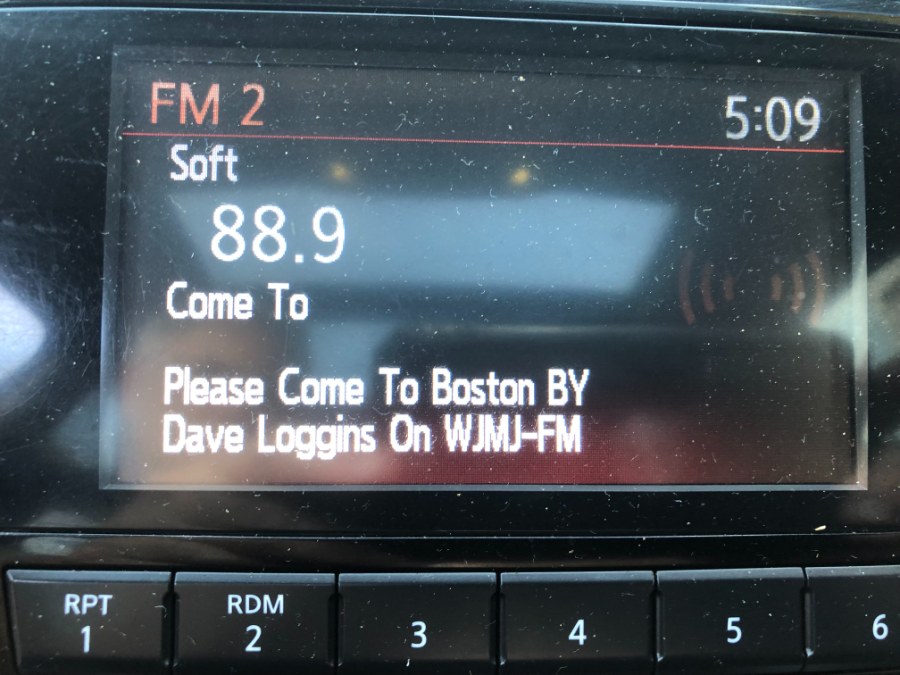 FM 2 5:09
Soft
88.9
Come To
Please Come To Boston BY
Dave Loggins On WJMJ-FM
RPT RDM
1 2 3 4 5 6